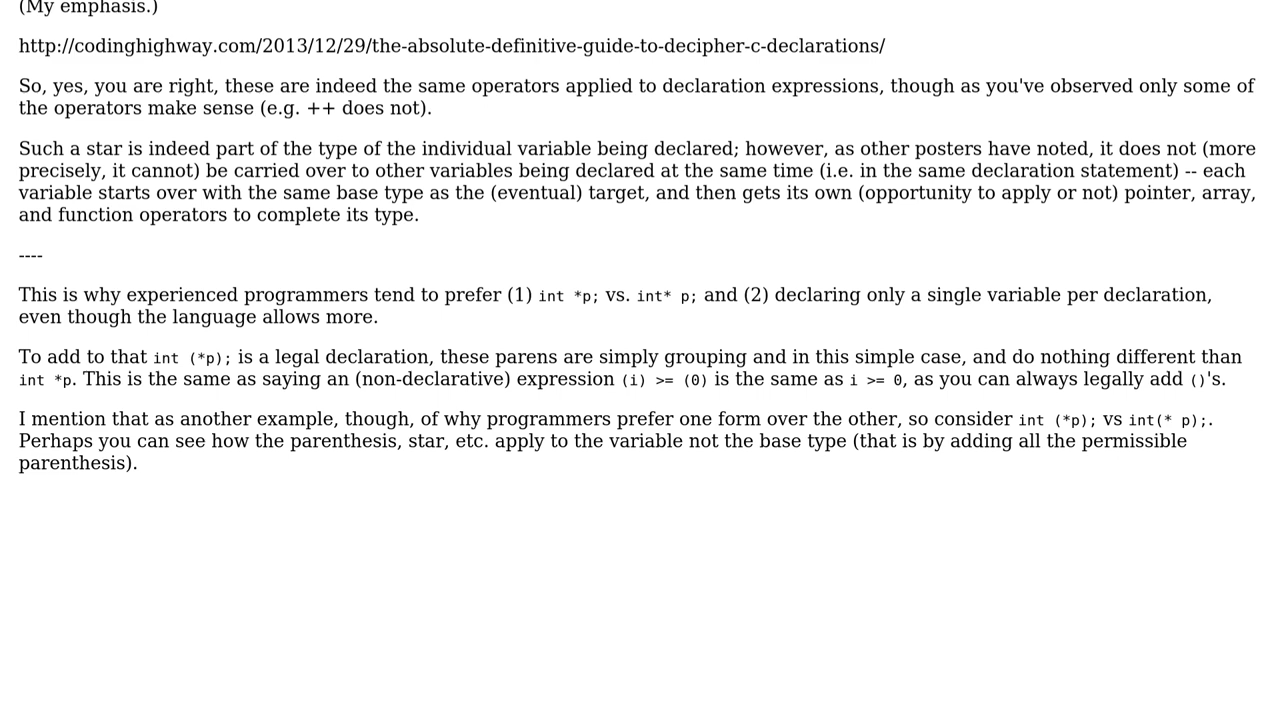 (My emphasis.)
http://codinghighway.com/2013/12/29/the-absolute-definitive-guide-to-decipher-c-declarations/
So, yes, you are right, these are indeed the same operators applied to declaration expressions, though as you've observed only some of
the operators make sense (e.g. ++ does not).
Such a star is indeed part of the type of the individual variable being declared; however, as other posters have noted, it does not (more
precisely, it cannot) be carried over to other variables being declared at the same time (i.e. in the same declaration statement) -- each
variable starts over with the same base type as the (eventual) target, and then gets its own (opportunity to apply or not) pointer, array,
and function operators to complete its type.
----
This is why experienced programmers tend to prefer (1) int *p; vs. int* p; and (2) declaring only a single variable per declaration,
even though the language allows more.
To add to that int (*p); is a legal declaration, these parens are simply grouping and in this simple case, and do nothing different than
int *p. This is the same as saying an (non-declarative) expression (i) >= (0) is the same as i >= 0, as you can always legally add ()'s.
I mention that as another example, though, of why programmers prefer one form over the other, so consider int (*p); vs int(* p);.
Perhaps you can see how the parenthesis, star, etc. apply to the variable not the base type (that is by adding all the permissible
parenthesis).